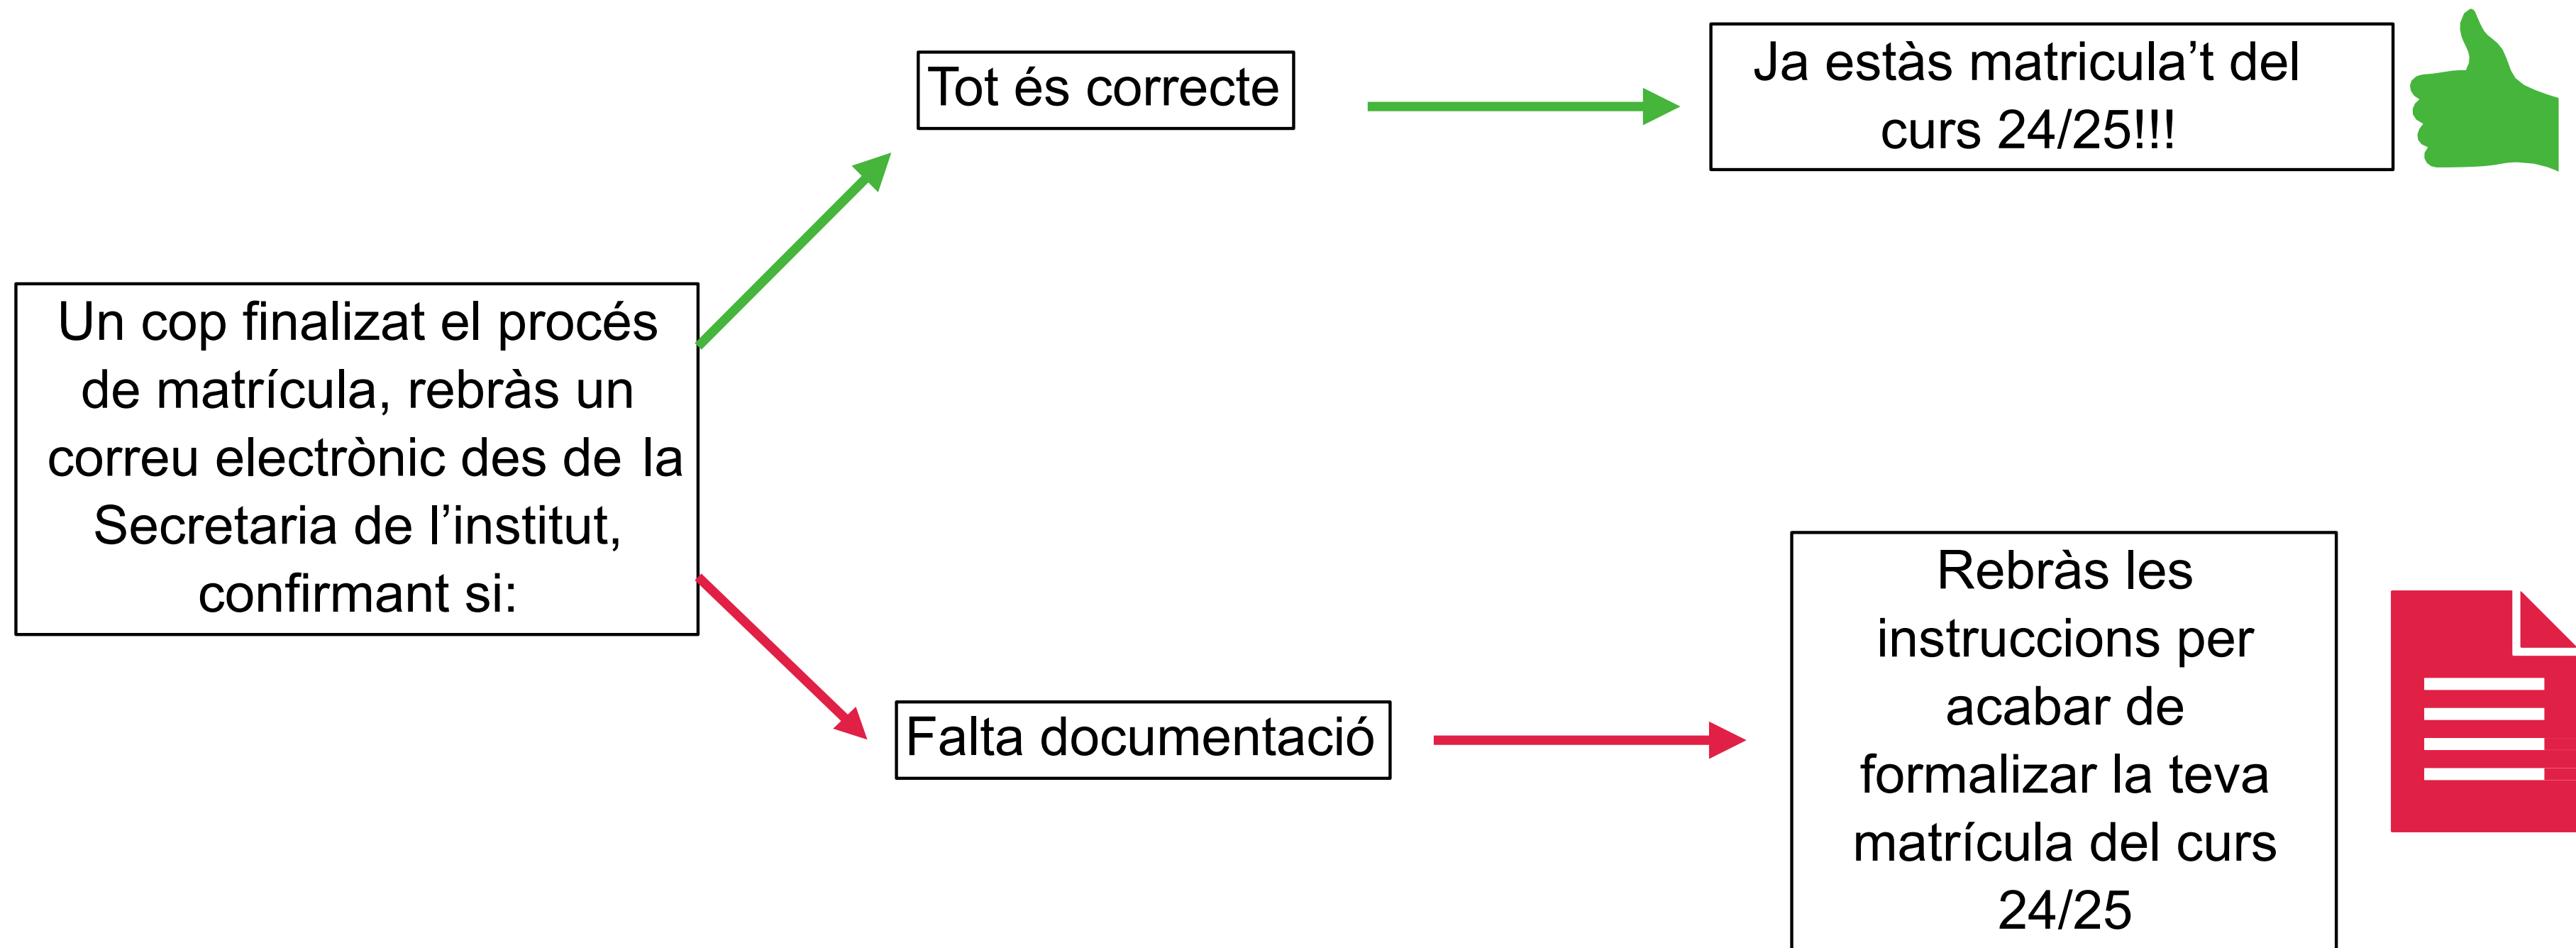 Tot és correcte
Ja estàs matricula’t del
curs 24/25!!!
Un cop finalizat el procés
de matrícula, rebràs un
correu electrònic des de la
Secretaria de l’institut,
confirmant si:
Falta documentació
Rebràs les
instruccions per
acabar de
formalizar la teva
matrícula del curs
24/25